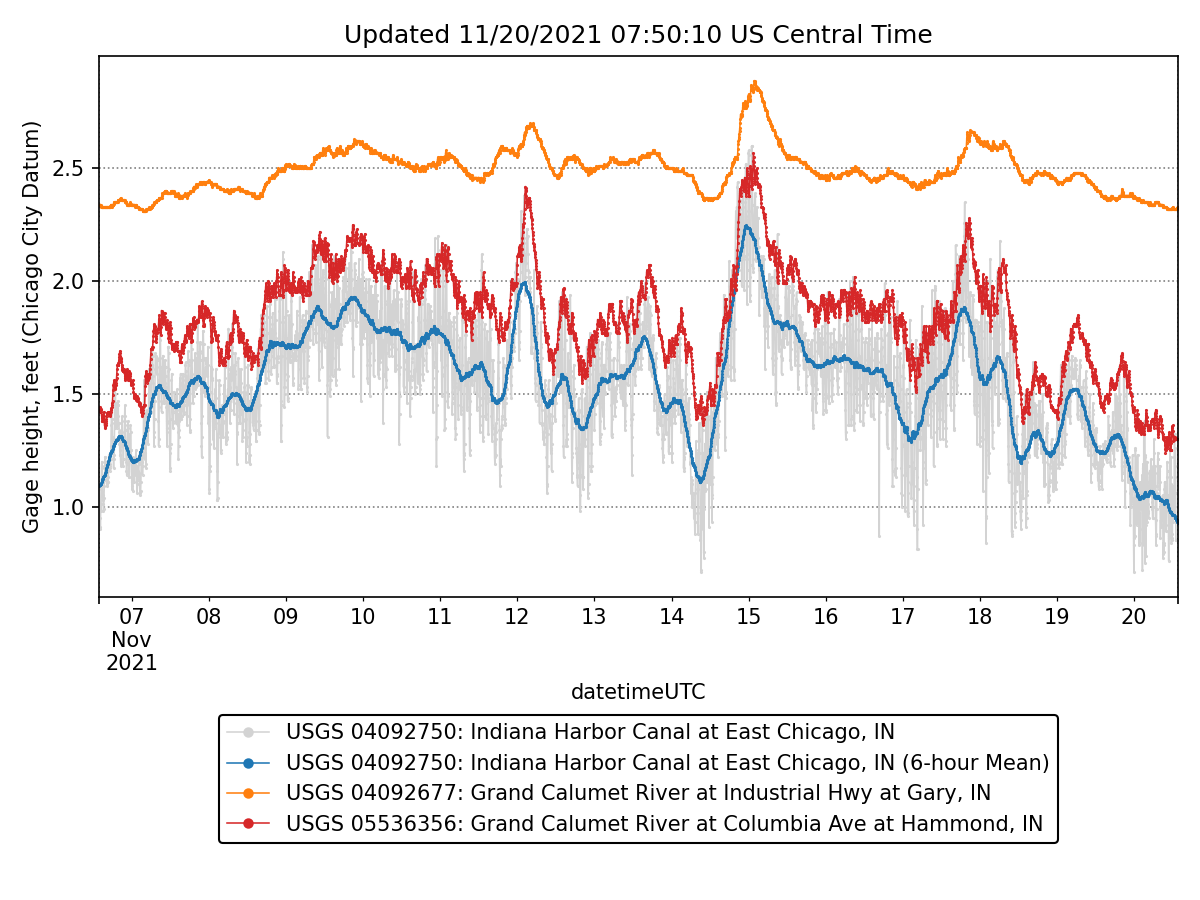 Updated 11/20/2021 07:50:10 US Central Time
Gage height, feet (Chicago City Datum)
2.5
2.0
1.5
1.0
07 08 09 10 11 12 13 14 15 16 17 18 19 20
Nov
2021
datetimeUTC
USGS 04092750: Indiana Harbor Canal at East Chicago, IN
USGS 04092750: Indiana Harbor Canal at East Chicago, IN (6-hour Mean)
USGS 04092677: Grand Calumet River at Industrial Hwy at Gary, IN
USGS 05536356: Grand Calumet River at Columbia Ave at Hammond, IN